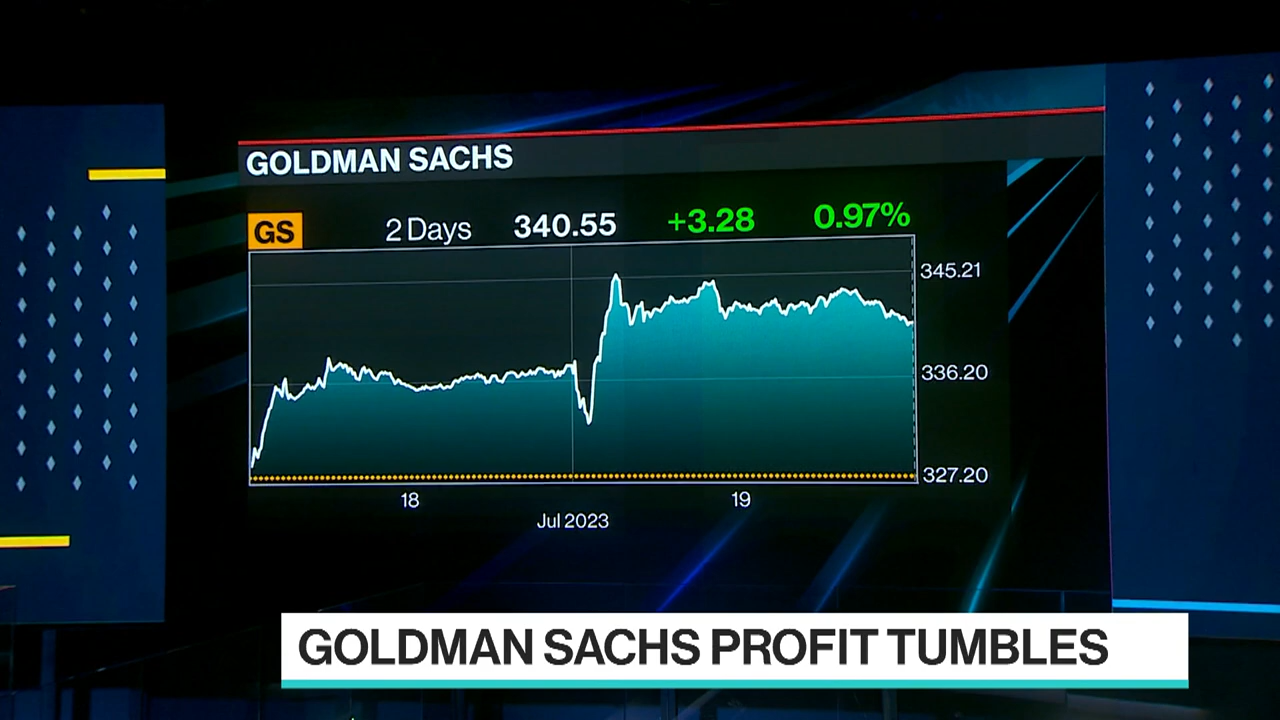 GOLDMAN SACHS
GS 2 Days 340.55 +3.28 0.97%
345.21
336.20
327.20
18 19
Jul 2023
GOLDMAN SACHS PROFIT TUMBLES